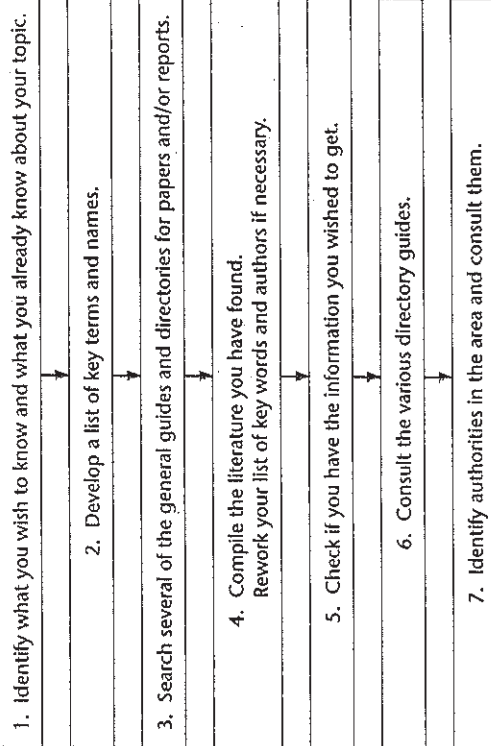 1. Identify what you wish to know and what you already know about your topic.
2. Develop a list of key terms and names.
3. Search several of the general guides and directories for papers and/or reports.
4. Compile the literature you have found.
Rework your list of key words and authors if necessary.
5. Check if you have the information you wished to get.
6. Consult the various directory guides.
7. Identify authorities in the area and consult them.